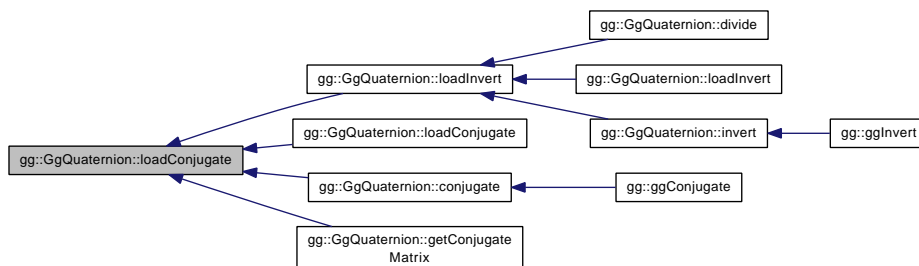 gg::GgQuaternion::divide
gg::GgQuaternion::loadInvert
gg::GgQuaternion::loadInvert
gg::GgQuaternion::loadConjugate
gg::GgQuaternion::invert
gg::ggInvert
gg::GgQuaternion::loadConjugate
gg::GgQuaternion::conjugate
gg::ggConjugate
gg::GgQuaternion::getConjugate
Matrix